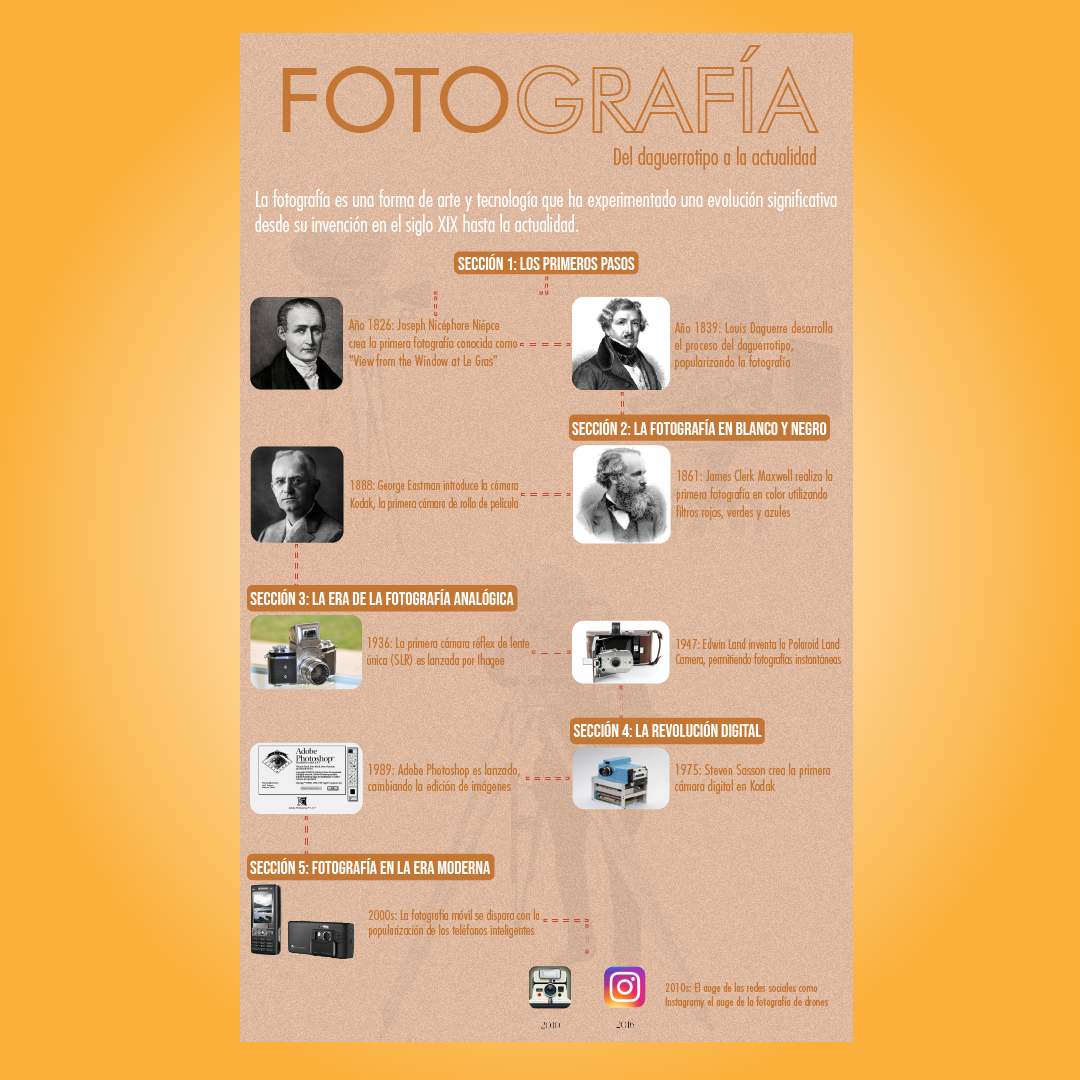 FOTOGRAFÍA
Del daguerrotipo a la actualidad
La fotografía es una forma de arte y tecnología que ha experimentado una evolución significativa
desde su invención en el siglo XIX hasta la actualidad.
SECCIÓN 1: LOS PRIMEROS PASOS
Año 1826: Joseph Nicéphore Niépce
crea la primera fotografía conocida como
"View from the Window at Le Gras"
Año 1839: Louis Daguerre desarrolla
el proceso del daguerrotipo,
popularizando la fotografía
SECCIÓN 2: LA FOTOGRAFÍA EN BLANCO Y NEGRO
1861: James Clerk Maxwell realiza la
primera fotografía en color utilizando
filtros rojos, verdes y azules
1888: George Eastman introduce la cámara
Kodak, la primera cámara de rollo de película
SECCIÓN 3: LA ERA DE LA FOTOGRAFÍA ANALÓGICA
1936: La primera cámara réflex de lente
única (SLR) es lanzada por Ihagee
1947: Edwin Land inventa la Polaroid Land
Camera, permitiendo fotografías instantáneas
SECCIÓN 4: LA REVOLUCIÓN DIGITAL
1975: Steven Sasson crea la primera
cámara digital en Kodak
Adobe
Photoshop
1989: Adobe Photoshop es lanzado,
cambiando la edición de imágenes
SECCIÓN 5: FOTOGRAFÍA EN LA ERA MODERNA
2000s: La fotografía móvil se dispara con la
popularización de los teléfonos inteligentes
2010
2016
2010s: El auge de las redes sociales como
Instagramy el auge de la fotografía de drones